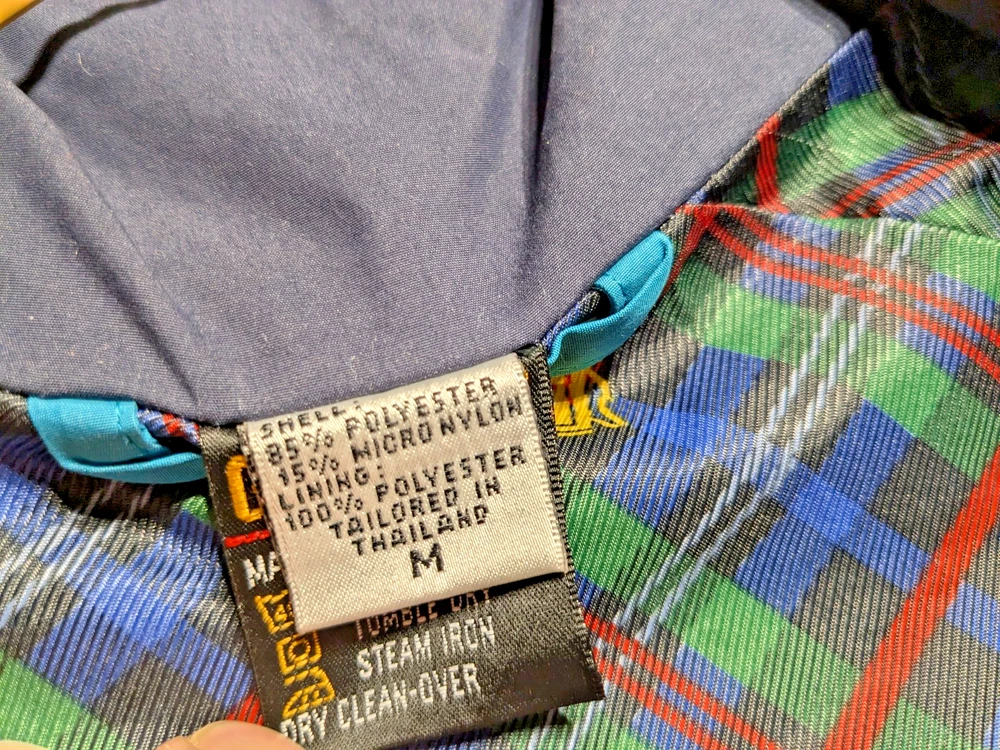 SHELL:
85% POLYESTER
15% MICRO NYLON
LINING:
100% POLYESTER
TAILORED IN
THAILAND
M
MA
TUMBLE DRY
STEAM IRON
DRY CLEAN-OVER